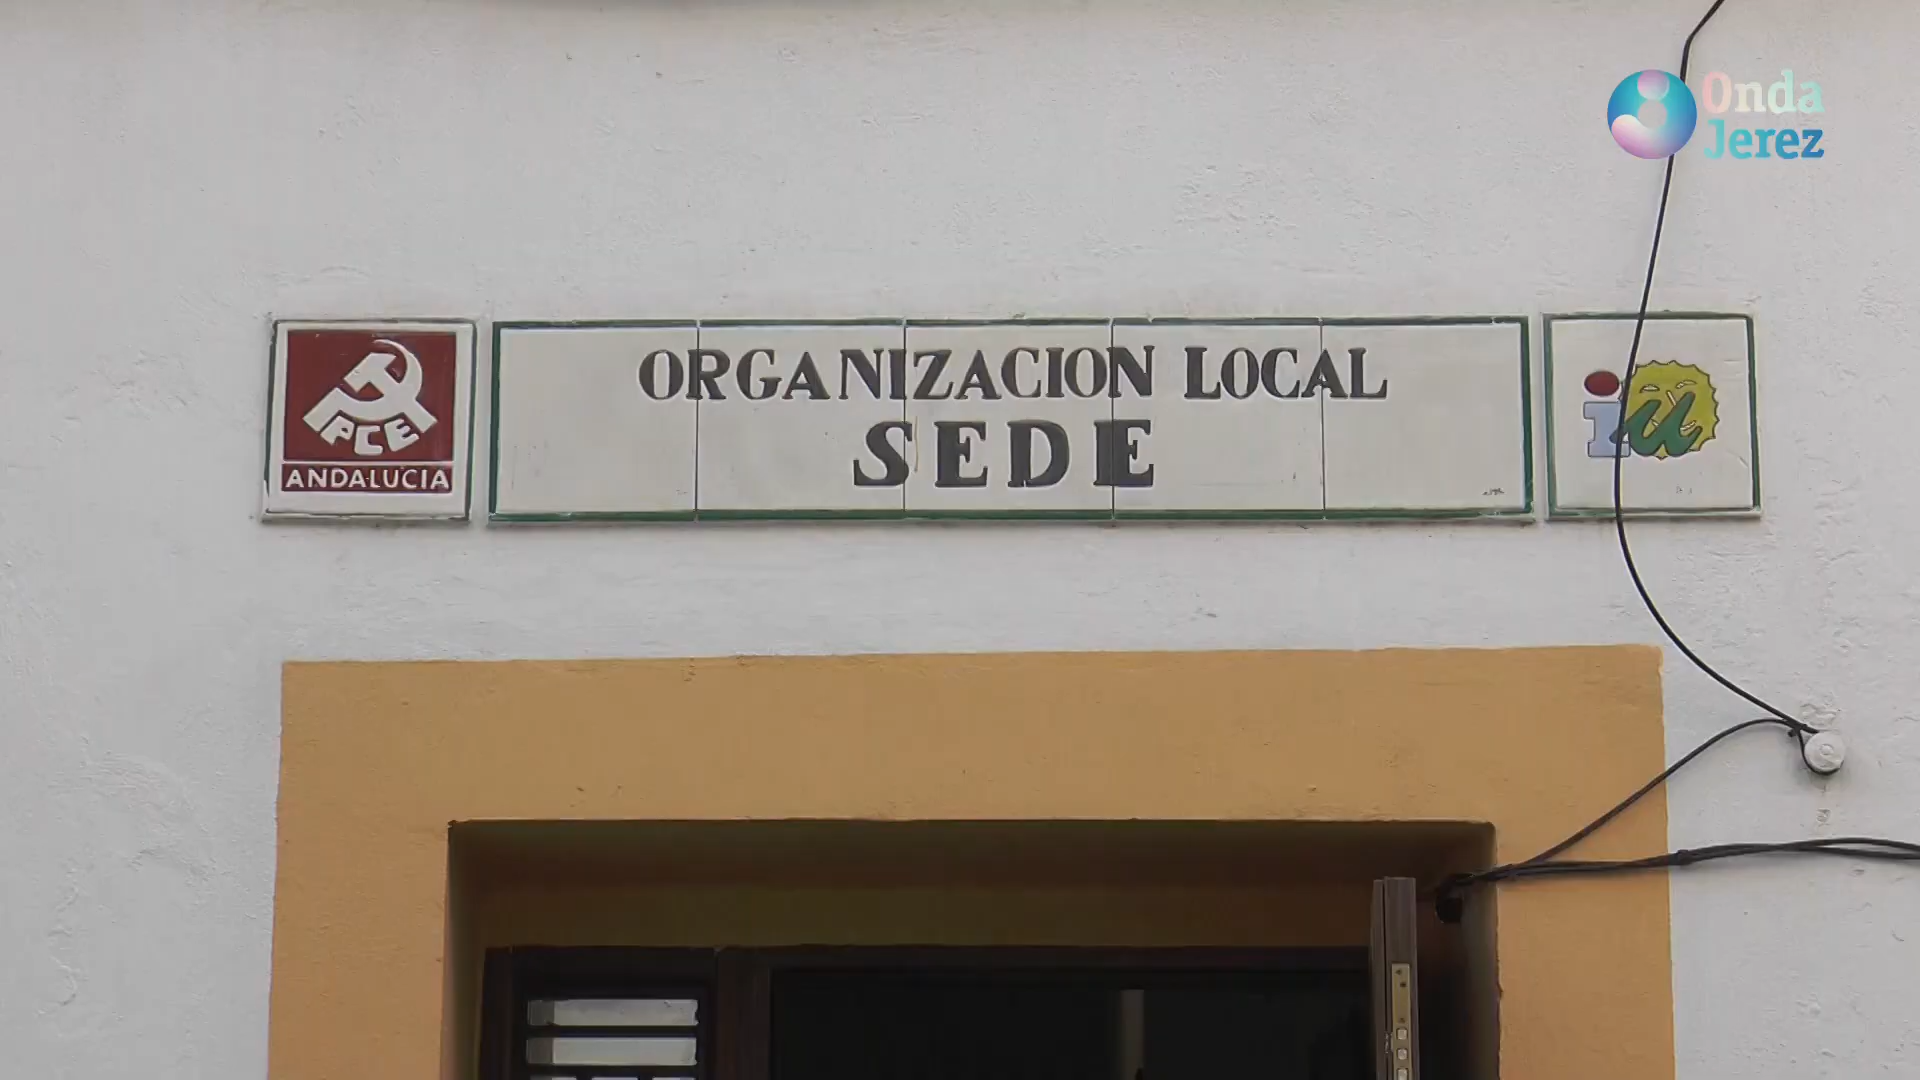 Onda
Jerez
PCE
ANDALUCIA
ORGANIZACION LOCAL
SEDE
iu